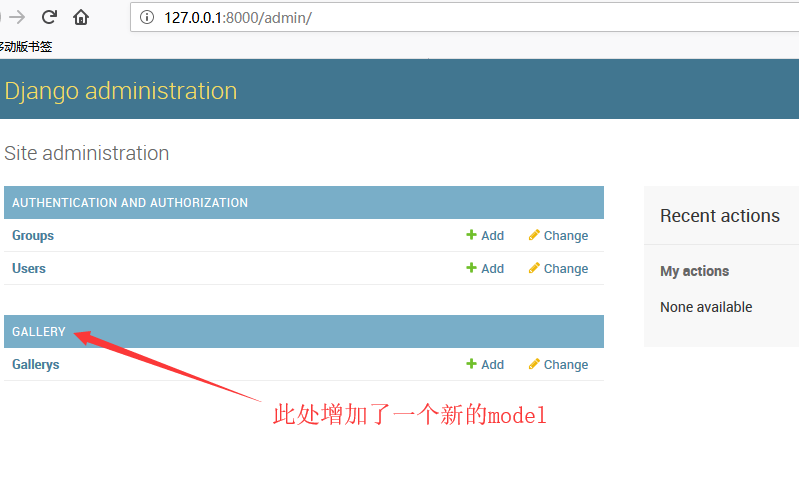 127.0.0.1:8000/admin/
移动版书签
Django administration
Site administration
AUTHENTICATION AND AUTHORIZATION
Groups Add Change
Users Add Change
GALLERY
Gallerys Add Change
此处增加了一个新的model
Recent actions
My actions
None available